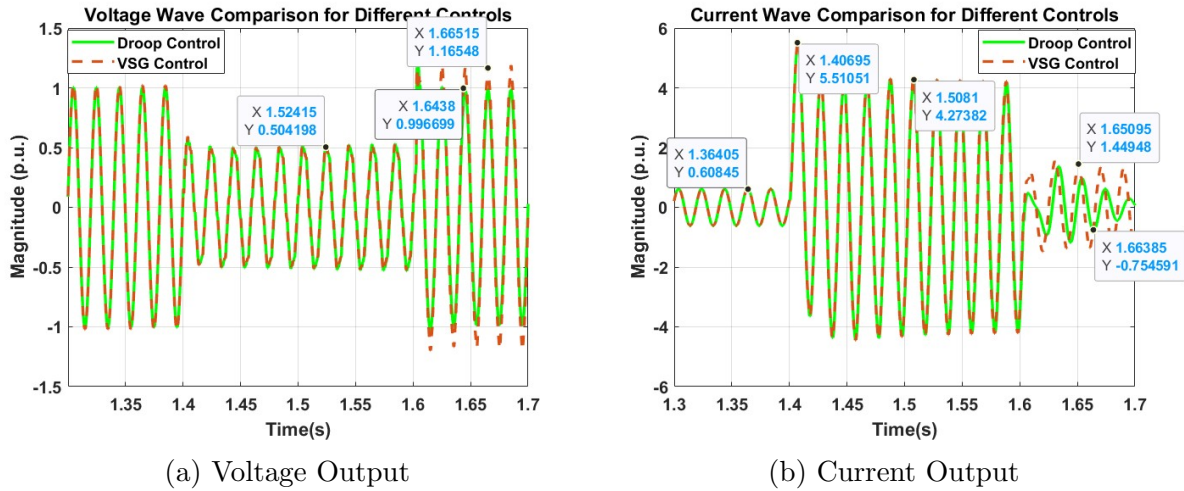 Voltage Wave Comparison for Different Controls
Droop Control
VSG Control
X 1.66515
Y 1.16548
X 1.52415
Y 0.504198
X 1.6438
Y 0.996699
Magnitude (p.u.)
1.5
1
0.5
0
-0.5
-1
-1.5
1.35
1.4
1.45
1.5
1.55
1.6
1.65
1.7
Time(s)
(a) Voltage Output
Current Wave Comparison for Different Controls
Droop Control
VSG Control
X 1.40695
Y 5.51051
X 1.5081
Y 4.27382
X 1.36405
Y 0.60845
X 1.65095
Y 1.44948
X 1.66385
Y -0.754591
Magnitude (p.u.)
6
4
2
0
-2
-4
-6
1.3
1.35
1.4
1.45
1.5
1.55
1.6
1.65
1.7
Time(s)
(b) Current Output